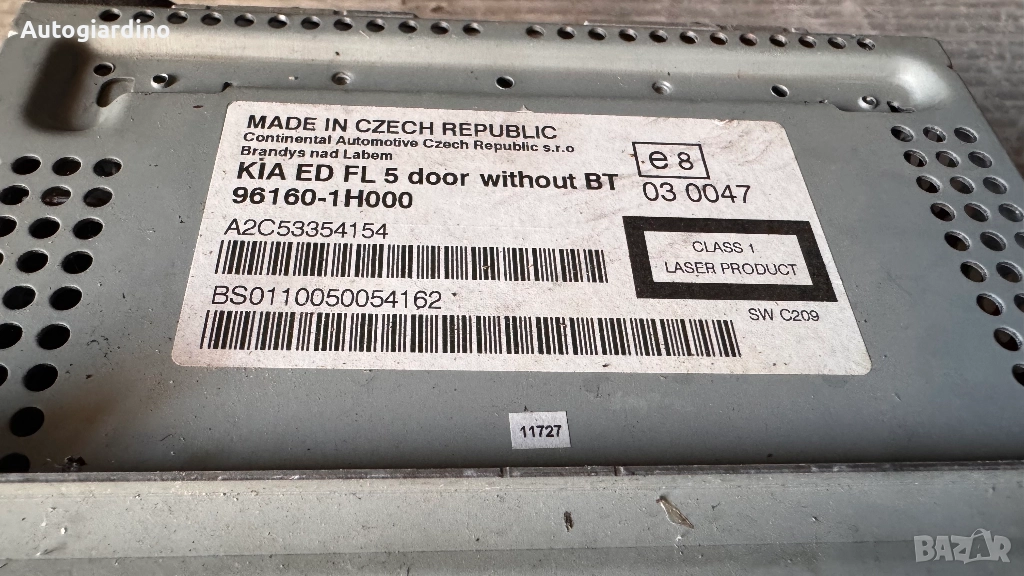 Autogiardino
MADE IN CZECH REPUBLIC
Continental Automotive Czech Republic s.r.o
Brandys nad Labem
KIA ED FL 5 door without BT
96160-1H000
A2C53354154
BS0110050054162
e8
03 0047
CLASS 1
LASER PRODUCT
SW C209
11727
BAZAR